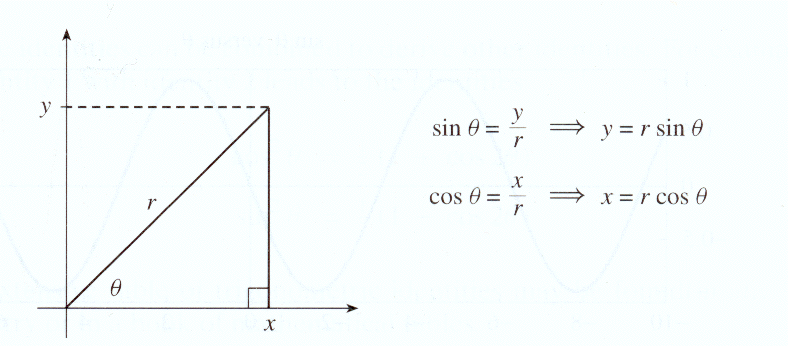 y
r
θ
x
sin θ = y/r ⟹ y = r sin θ
cos θ = x/r ⟹ x = r cos θ